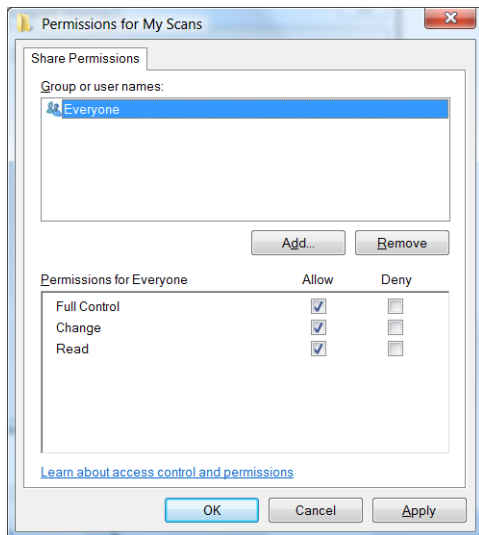 Permissions for My Scans
Share Permissions
Group or user names:
Everyone
Add... Remove
Permissions for Everyone Allow Deny
Full Control
Change
Read
Learn about access control and permissions
OK Cancel Apply